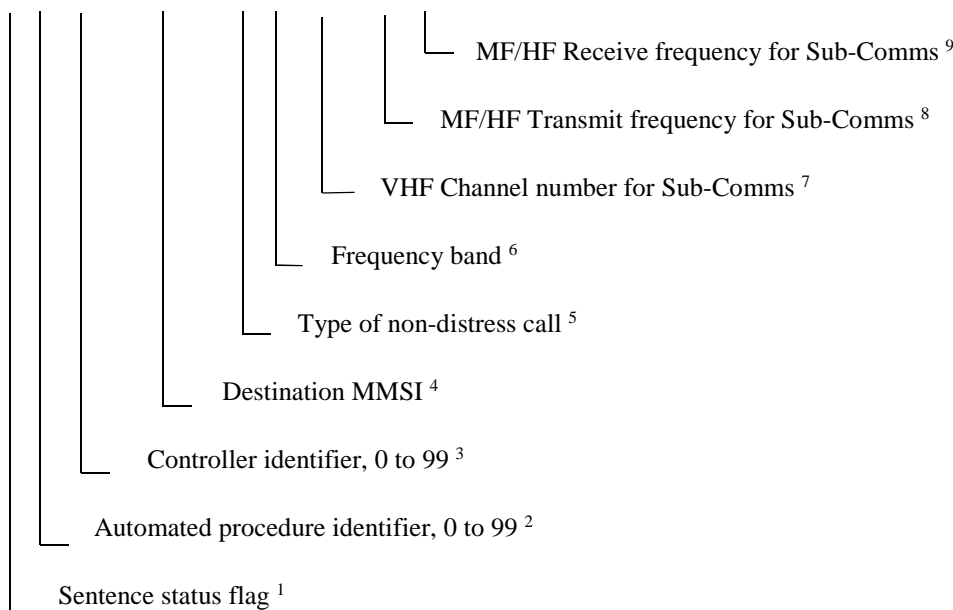 MF/HF Receive frequency for Sub-Comms 9
MF/HF Transmit frequency for Sub-Comms 8
VHF Channel number for Sub-Comms 7
Frequency band 6
Type of non-distress call 5
Destination MMSI 4
Controller identifier, 0 to 99 3
Automated procedure identifier, 0 to 99 2
Sentence status flag 1